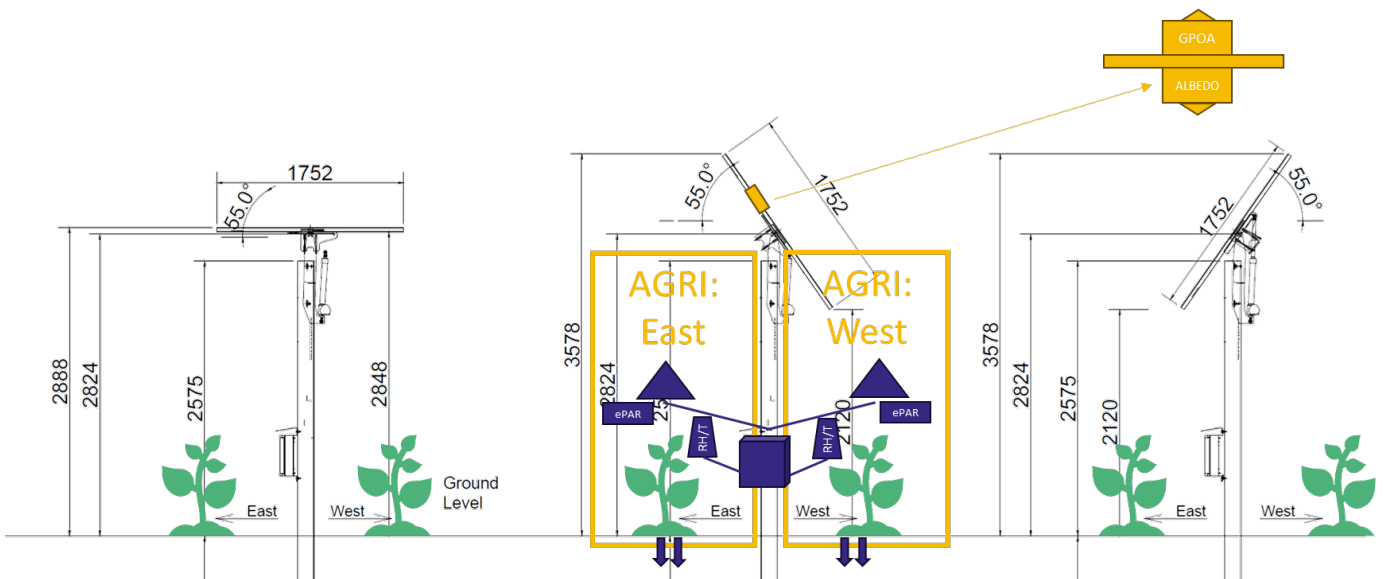 GPOA
ALBEDO
1752
55.0°
2888
2824
2575
2848
East
West
Ground
Level
3578
55.0°
1752
2824
2120
AGRI:
East
AGRI:
West
ePAR
ePAR
RH/T
RH/T
East
West
3578
2824
2575
2120
1752
55.0°
East
West